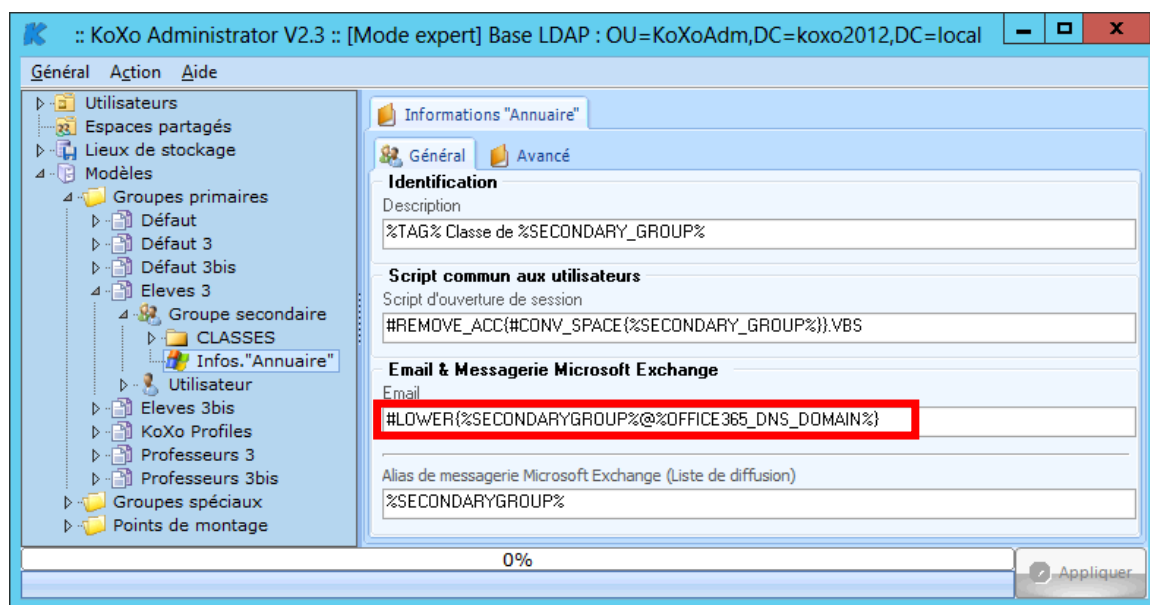 :: KoXo Administrator V2.3 :: [Mode expert] Base LDAP : OU=KoXoAdm,DC=koxo2012,DC=local
Général Action Aide
Utilisateurs
Espaces partagés
Lieux de stockage
Modèles
Groupes primaires
Défaut
Défaut 3
Défaut 3bis
Eleves 3
Groupe secondaire
CLASSES
Infos."Annuaire"
Utilisateur
Eleves 3bis
KoXo Profiles
Professeurs 3
Professeurs 3bis
Groupes spéciaux
Points de montage
Informations "Annuaire"
Général Avancé
Identification
Description
%TAG% Classe de %SECONDARY_GROUP%
Script commun aux utilisateurs
Script d'ouverture de session
#REMOVE_ACC{#CONV_SPACE{%SECONDARY_GROUP%}}.VBS
Email & Messagerie Microsoft Exchange
Email
#LOWER{%SECONDARYGROUP%@%OFFICE365_DNS_DOMAIN%}
Alias de messagerie Microsoft Exchange (Liste de diffusion)
%SECONDARYGROUP%
0%
Appliquer